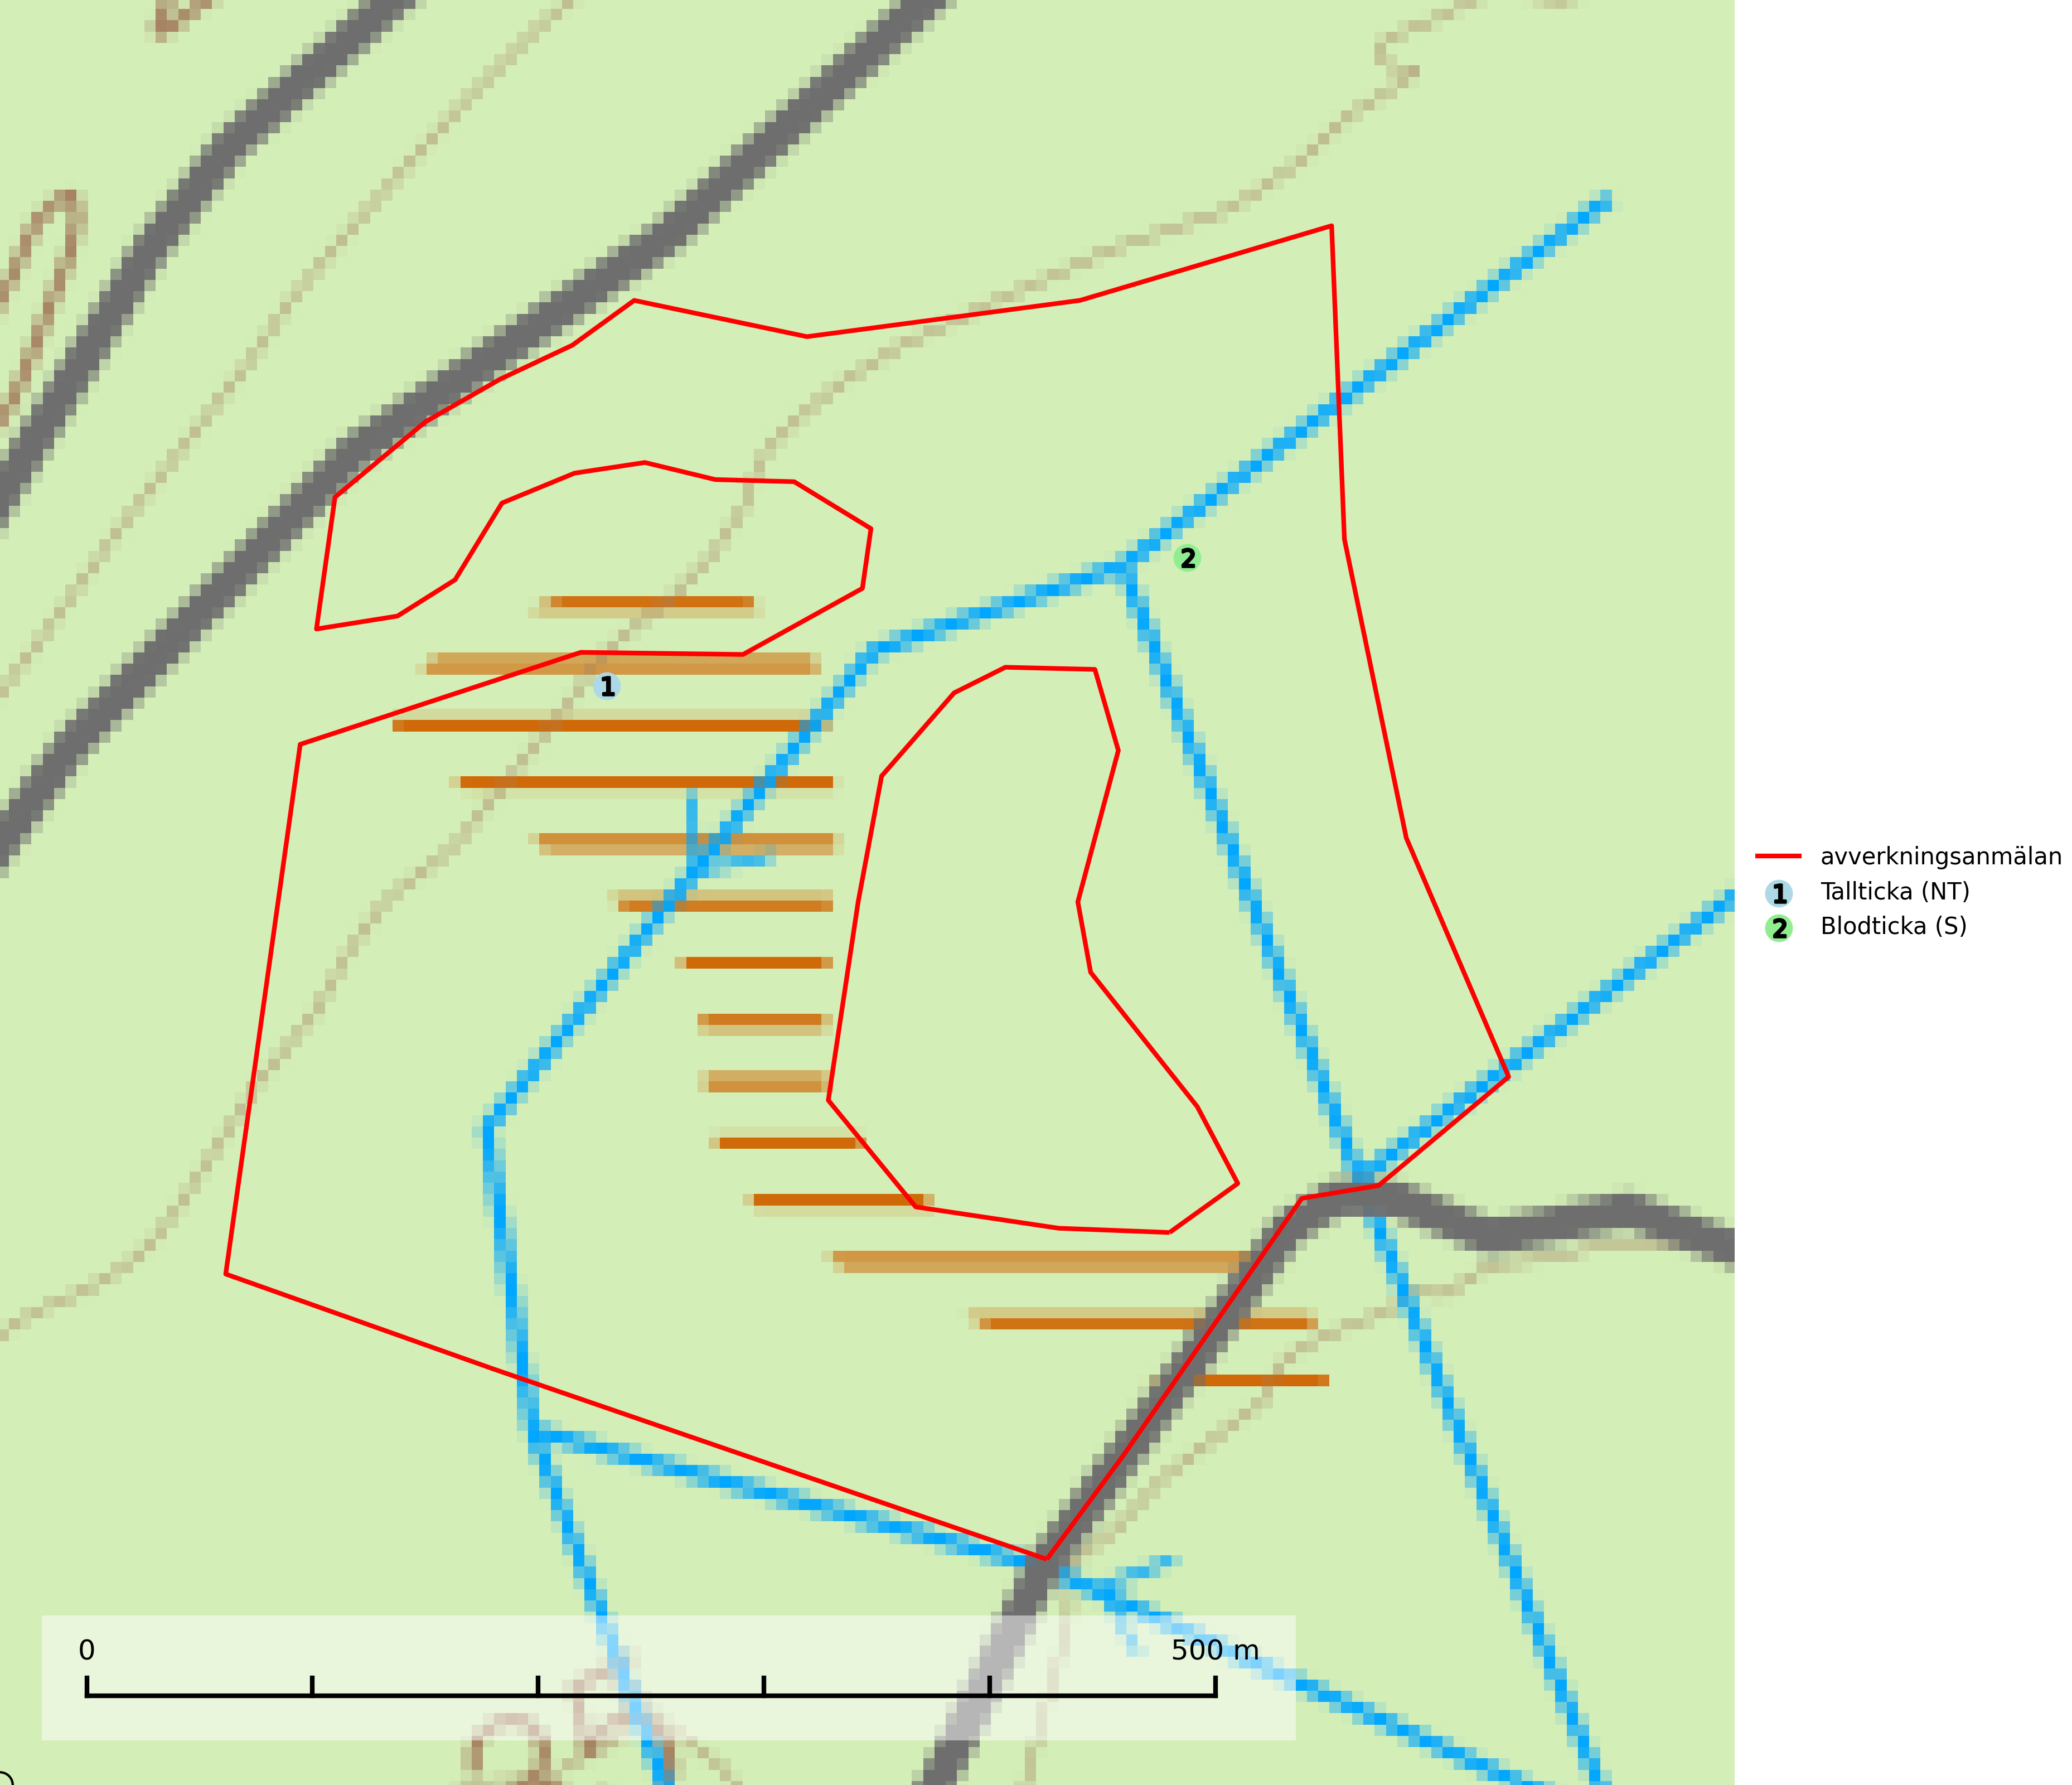 2
1
0
500 m
avverkningsanmälan
1 Tallticka (NT)
2 Blodticka (S)